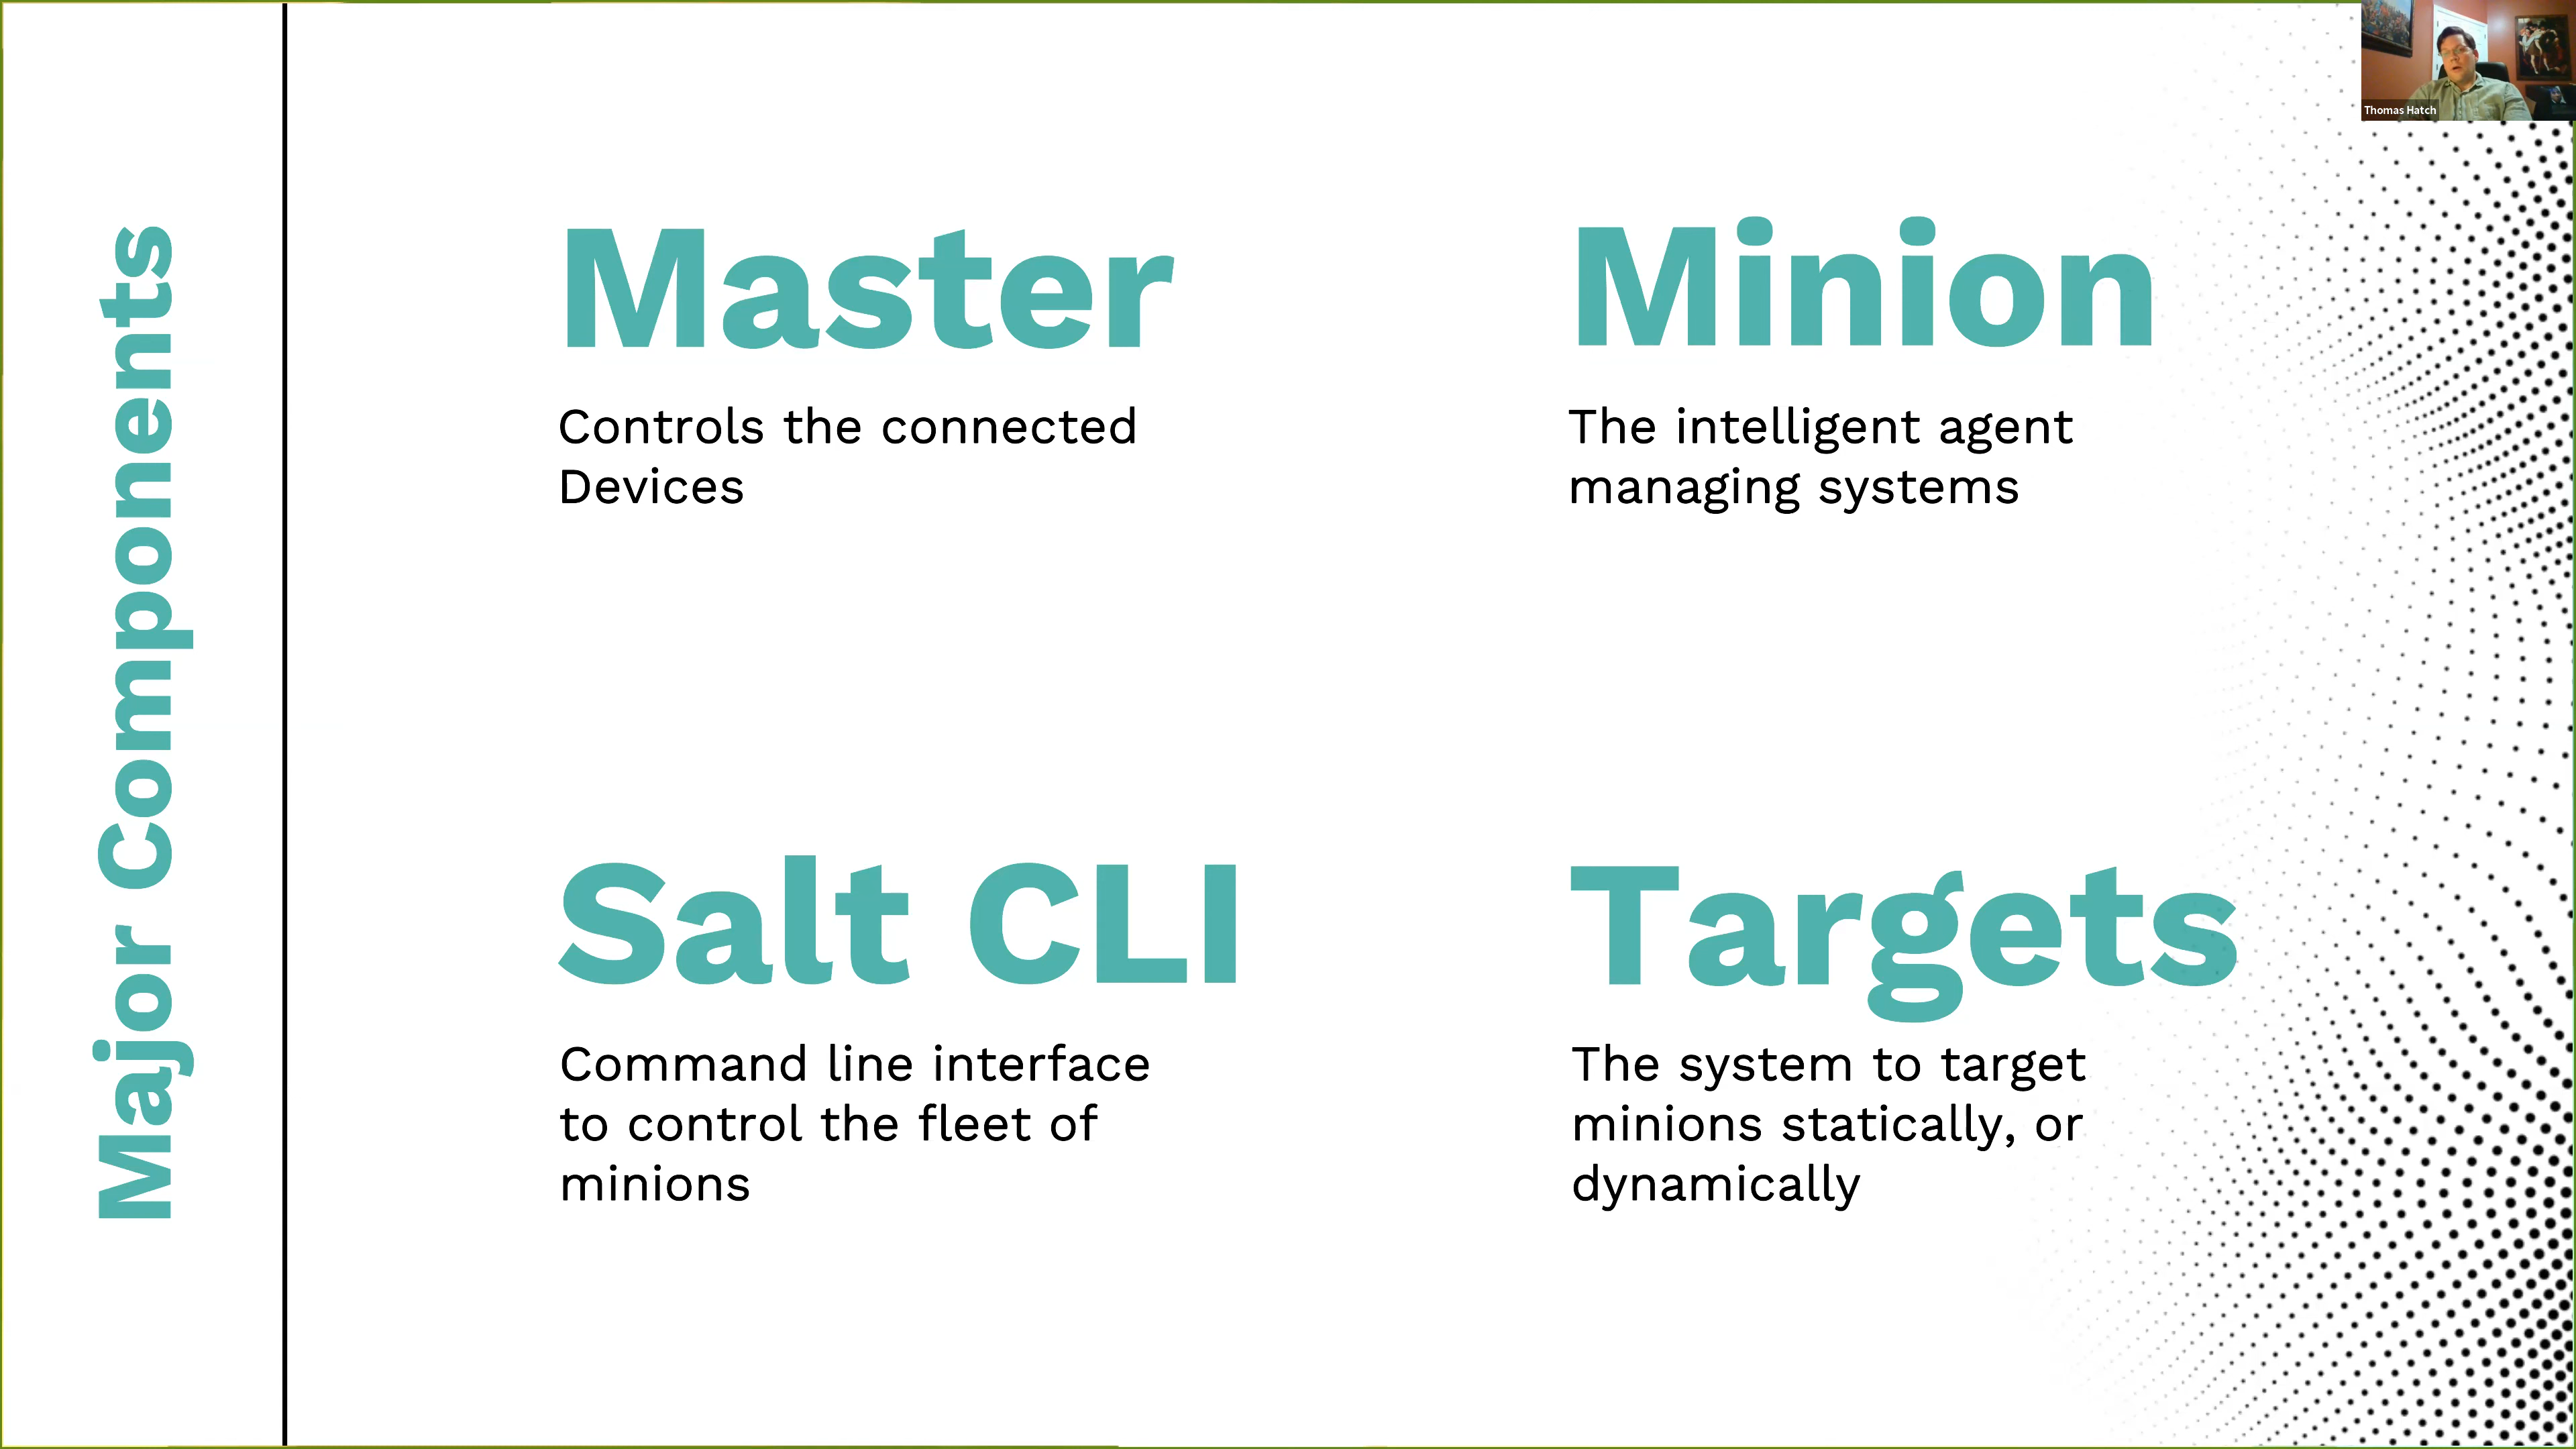 Major Components
Master
Controls the connected
Devices
Minion
The intelligent agent
managing systems
Salt CLI
Command line interface
to control the fleet of
minions
Targets
The system to target
minions statically, or
dynamically
Thomas Hatch